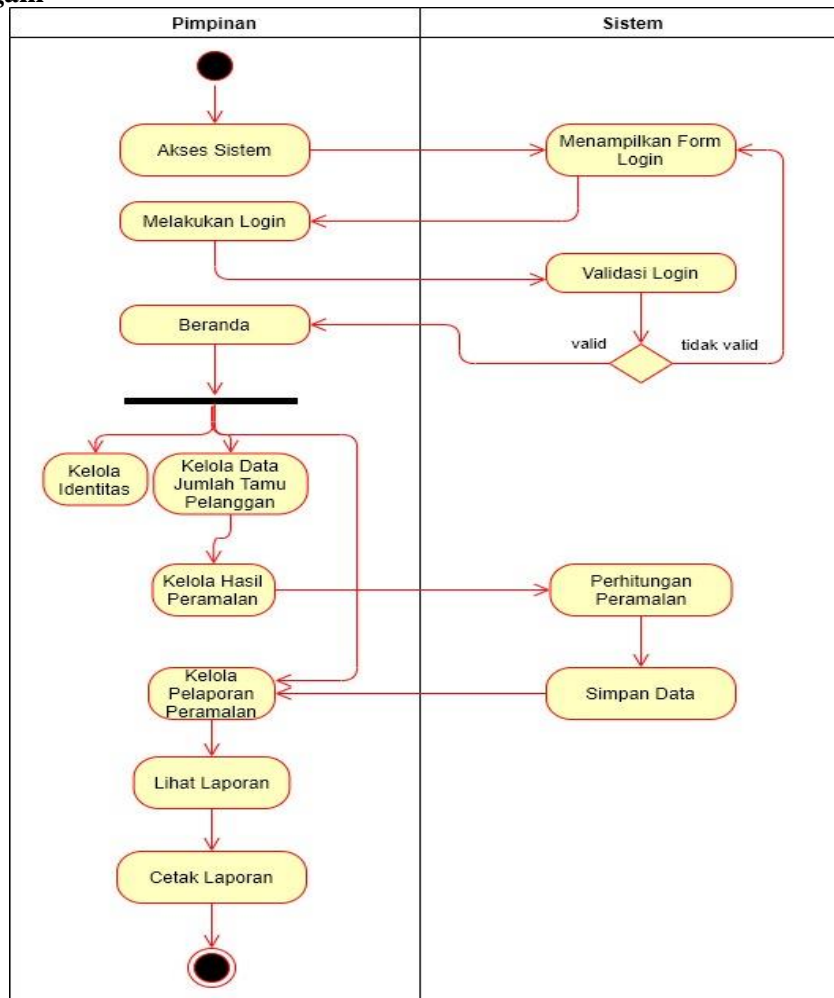 Pimpinan
Sistem
Akses Sistem
Menampilkan Form
Login
Melakukan Login
Validasi Login
Beranda
valid
tidak valid
Kelola
Identitas
Kelola Data
Jumlah Tamu
Pelanggan
Kelola Hasil
Peramalan
Perhitungan
Peramalan
Kelola
Pelaporan
Peramalan
Simpan Data
Lihat Laporan
Cetak Laporan